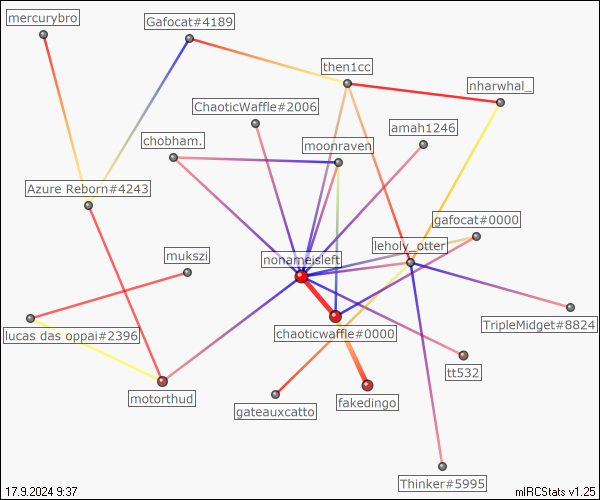 mercurybro
Gafocat#4189
then1cc
nharwhal_
ChaoticWaffle#2006
amah1246
chobham.
moonraven
Azure Reborn#4243
gafocat#0000
leholy_otter
mukszi
nonameisleft
lucas das oppai#2396
chaoticwaffle#0000
TripleMidget#8824
tt532
motorthud
fakedingo
gateauxcatto
Thinker#5995
17.9.2024 9:37
mIRCStats v1.25